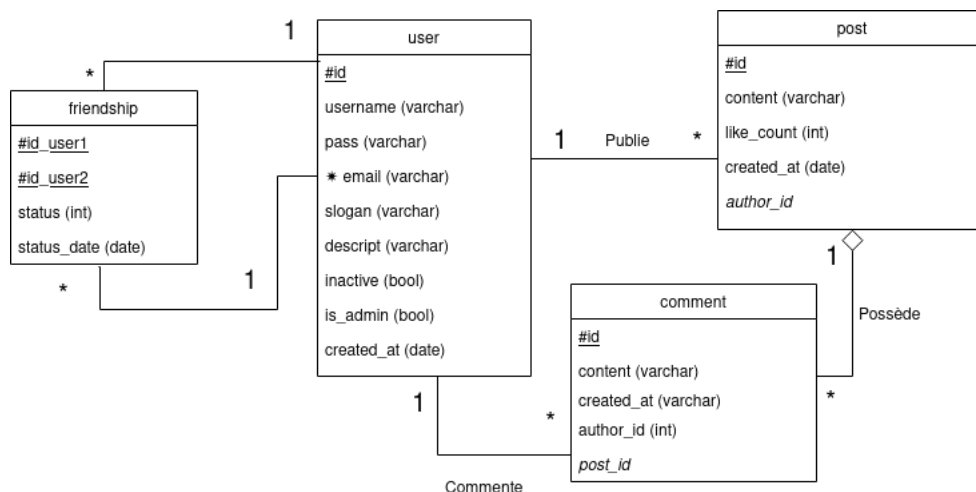 user
#id
username (varchar)
pass (varchar)
✷ email (varchar)
slogan (varchar)
descript (varchar)
inactive (bool)
is_admin (bool)
created_at (date)
post
#id
content (varchar)
like_count (int)
created_at (date)
author_id
friendship
#id_user1
#id_user2
status (int)
status_date (date)
comment
#id
content (varchar)
created_at (varchar)
author_id (int)
post_id
1
*
*
1
1
Publie
*
1
Possède
*
1
*
Commente